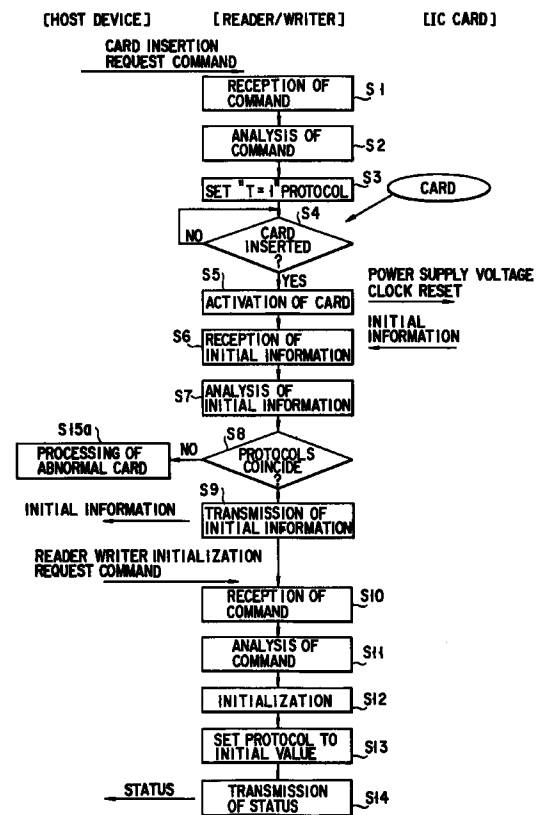 [HOST DEVICE] [READER/WRITER] [IC CARD]
CARD INSERTION
REQUEST COMMAND
RECEPTION OF
COMMAND
S1
ANALYSIS OF
COMMAND
S2
SET "T=1" PROTOCOL
S3
CARD
S4
CARD
INSERTED
?
NO
YES
S5
ACTIVATION OF CARD
POWER SUPPLY VOLTAGE
CLOCK RESET
S6
RECEPTION OF
INITIAL INFORMATION
INITIAL
INFORMATION
S7
ANALYSIS OF
INITIAL INFORMATION
S8
PROTOCOLS
COINCIDE
?
NO
S15a
PROCESSING OF
ABNORMAL CARD
S9
TRANSMISSION OF
INITIAL INFORMATION
INITIAL INFORMATION
READER WRITER INITIALIZATION
REQUEST COMMAND
RECEPTION OF
COMMAND
S10
ANALYSIS OF
COMMAND
S11
INITIALIZATION
S12
SET PROTOCOL TO
INITIAL VALUE
S13
TRANSMISSION
OF STATUS
S14
STATUS